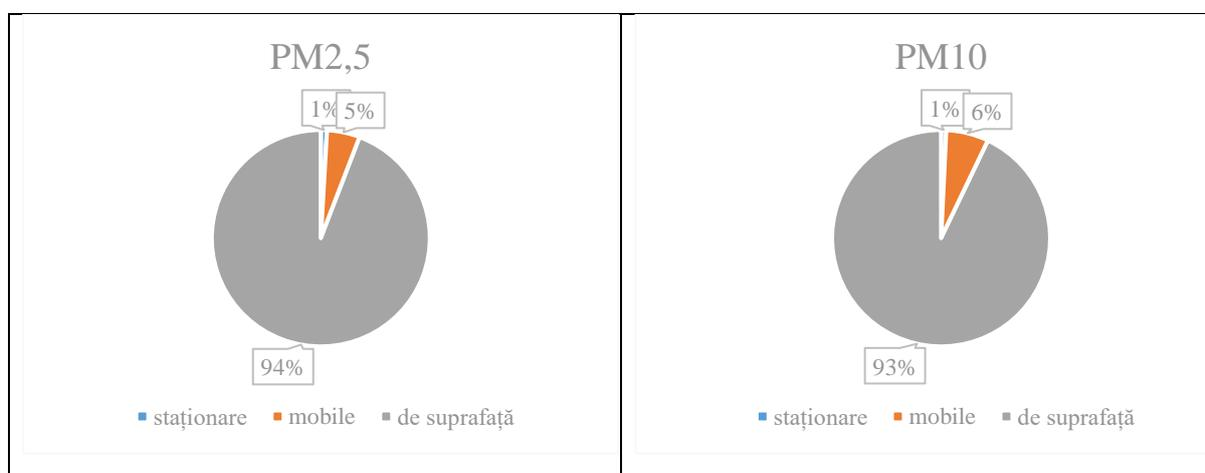 PM2,5
1% 5%
94%
staționare mobile de suprafață
PM10
1% 6%
93%
staționare mobile de suprafață